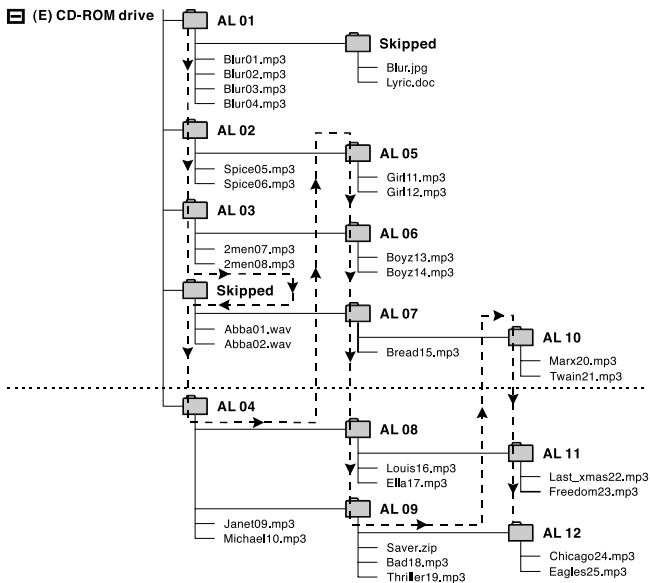 (E) CD-ROM drive
AL 01
Blur01.mp3
Blur02.mp3
Blur03.mp3
Blur04.mp3
Skipped
Blur.jpg
Lyric.doc
AL 02
Spice05.mp3
Spice06.mp3
AL 05
Girl11.mp3
Girl12.mp3
AL 03
2men07.mp3
2men08.mp3
AL 06
Boyz13.mp3
Boyz14.mp3
Skipped
Abba01.wav
Abba02.wav
AL 07
Bread15.mp3
AL 10
Marx20.mp3
Twain21.mp3
AL 04
Janet09.mp3
Michael10.mp3
AL 08
Louis16.mp3
Ella17.mp3
AL 11
Last_xmas22.mp3
Freedom23.mp3
AL 09
Saver.zip
Bad18.mp3
Thriller19.mp3
AL 12
Chicago24.mp3
Eagles25.mp3